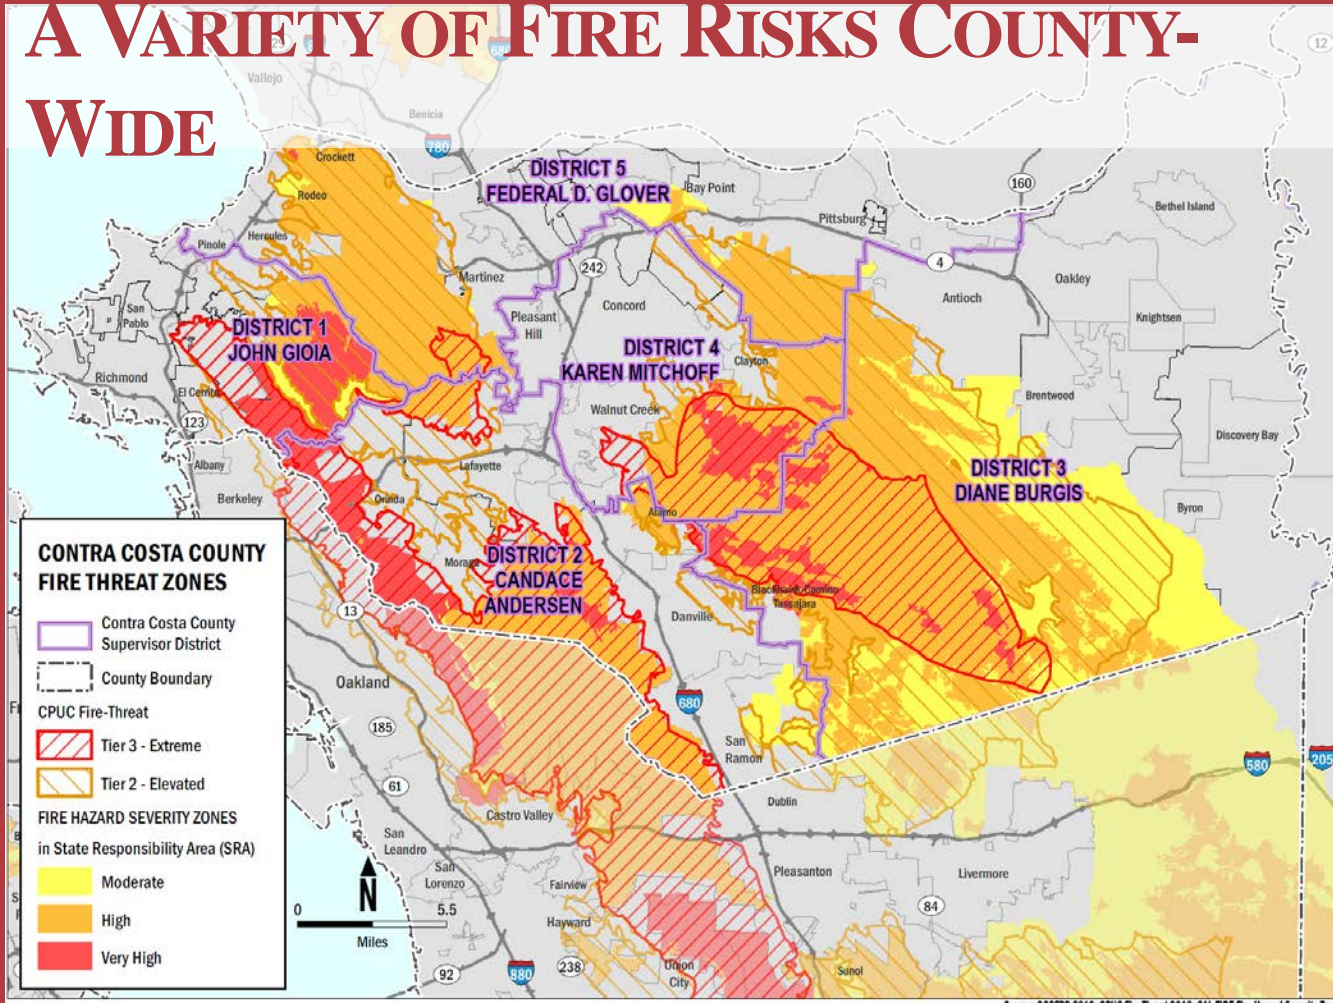 A VARIETY OF FIRE RISKS COUNTY-
WIDE
29
680
12
Vallejo
Benicia
780
Crockett
DISTRICT 5
FEDERAL D. GLOVER
Bay Point
160
Rodeo
Bethel Island
Pittsburg
Hercules
Pinole
242
4
Martinez
Oakley
Antioch
Concord
San
Pablo
Pleasant
Hill
Knightsen
DISTRICT 1
JOHN GIOIA
DISTRICT 4
KAREN MITCHOFF
Clayton
Richmond
El Cerrito
Brentwood
Walnut Creek
123
Discovery Bay
Albany
Lafayette
DISTRICT 3
DIANE BURGIS
Berkeley
Orinda
Alamo
Byron
Moraga
DISTRICT 2
CANDACE
ANDERSEN
Blackhawk-Camino
Tassajara
Danville
13
Oakland
680
185
San
Ramon
580
205
61
Dublin
Castro Valley
San
Leandro
San
Lorenzo
Pleasanton
Livermore
Fairview
84
Hayward
Union
City
Sunol
92
880
238
CONTRA COSTA COUNTY
FIRE THREAT ZONES
Contra Costa County
Supervisor District
County Boundary
CPUC Fire-Threat
Tier 3 - Extreme
Tier 2 - Elevated
FIRE HAZARD SEVERITY ZONES
in State Responsibility Area (SRA)
Moderate
High
Very High
N
0
5.5
Miles